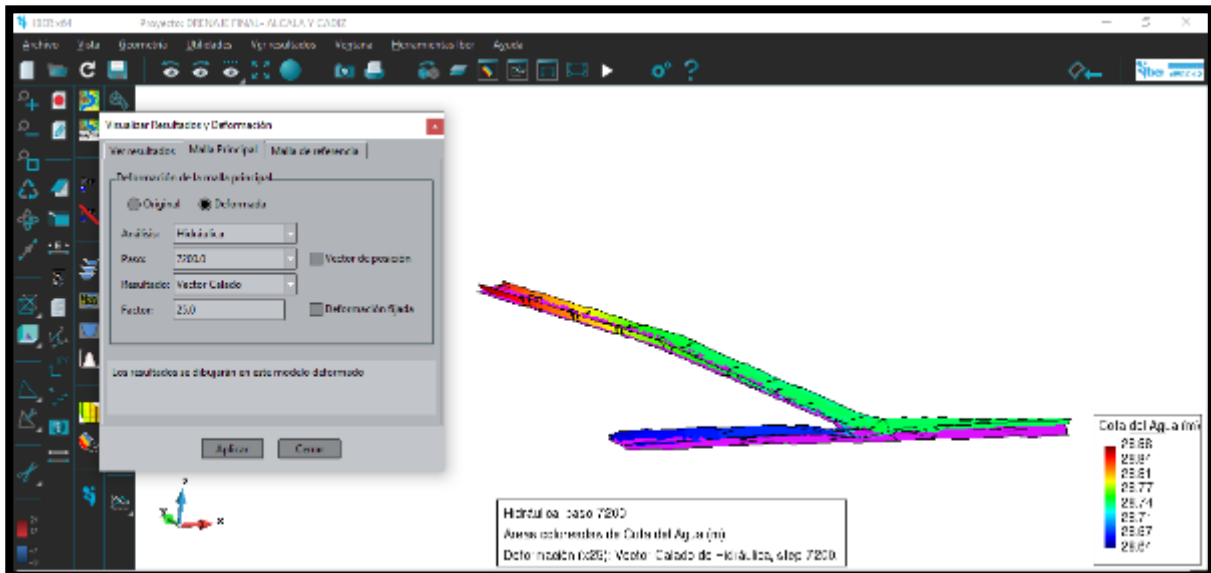 IBER x64 Proyecto: DRENAJE FINAL- ALCALA Y CADIZ
Archivo Vista Geometría Utilidades Ver resultados Ventana Herramientas Iber Ayuda
Visualizar Resultados y Deformación
Ver resultados Malla Principal Malla de referencia
Deformación de la malla principal
Original Deformada
Análisis: Hidráulica
Paso: 7200.0 Vector de posición
Resultado: Vector Calado
Factor: 25.0 Deformación fijada
Los resultados se dibujarán en este modelo deformado
Aplicar Cerrar
z
Y x
Hidráulica, paso 7200
Areas coloreadas de Cota del Agua (m)
Deformación (x25): Vector Calado de Hidráulica, step 7200.
Cota del Agua (m)